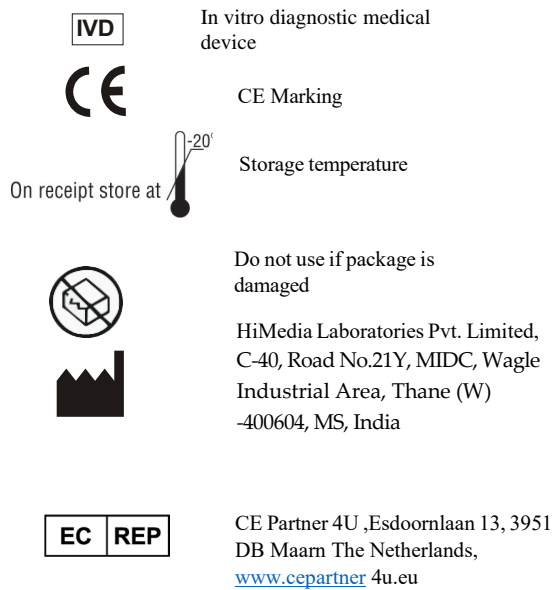 IVD
In vitro diagnostic medical
device
CE
CE Marking
-20°
On receipt store at
Storage temperature
Do not use if package is
damaged
HiMedia Laboratories Pvt. Limited,
C-40, Road No.21Y, MIDC, Wagle
Industrial Area, Thane (W)
-400604, MS, India
EC REP
CE Partner 4U ,Esdoornlaan 13, 3951
DB Maarn The Netherlands,
www.cepartner 4u.eu